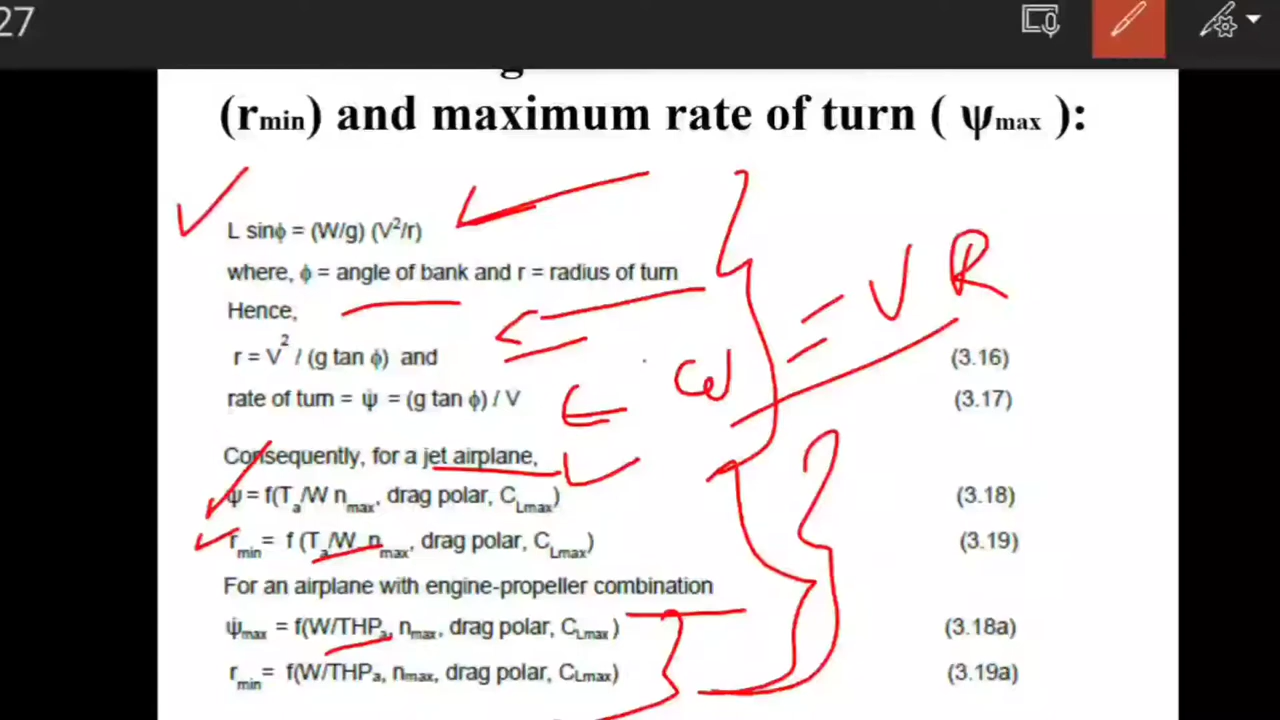 27
(rmin) and maximum rate of turn ( ψmax ):
L sinϕ = (W/g) (V²/r)
where, ϕ = angle of bank and r = radius of turn
Hence,
r = V² / (g tan ϕ) and (3.16)
rate of turn = ψ̇ = (g tan ϕ) / V (3.17)
ω = V R
Consequently, for a jet airplane,
ψ̇ = f(Ta/W nmax, drag polar, CLmax) (3.18)
rmin = f (Ta/W nmax, drag polar, CLmax) (3.19)
For an airplane with engine-propeller combination
ψ̇max = f(W/THPa, nmax, drag polar, CLmax) (3.18a)
rmin = f(W/THPa, nmax, drag polar, CLmax) (3.19a)